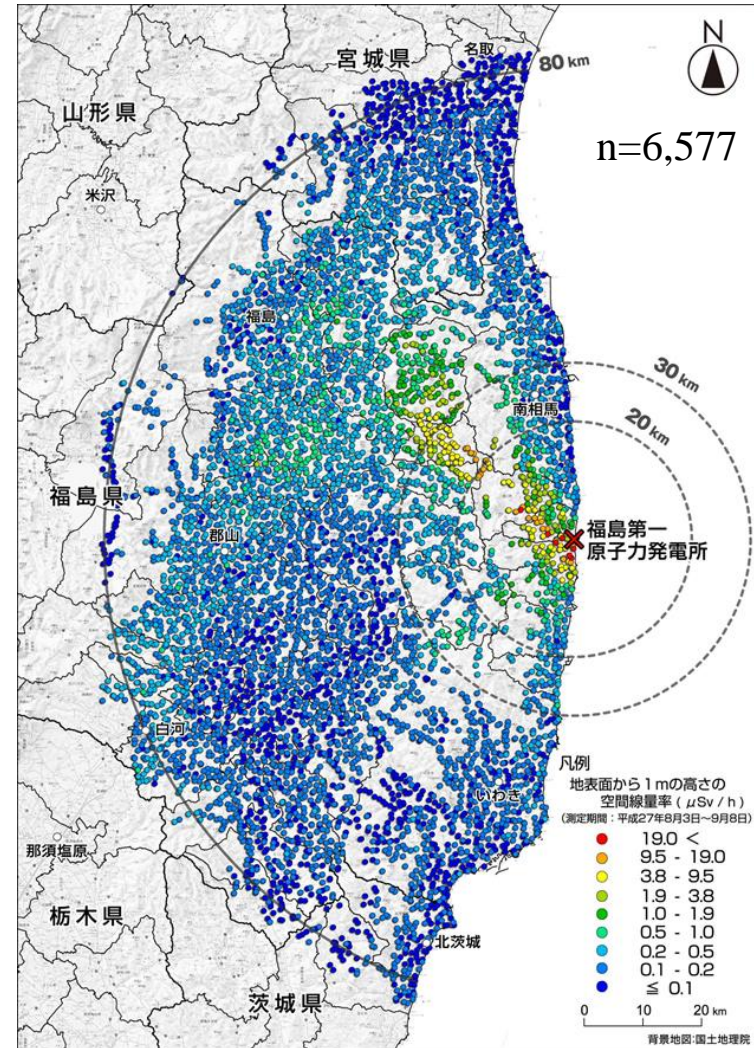 宮城県
名取
80 km
N
山形県
n=6,577
米沢
福島
30 km
南相馬
20 km
福島県
郡山
福島第一
原子力発電所
白河
いわき
凡例
地表面から1mの高さの
空間線量率 ( μSv / h )
(測定期間:平成27年8月3日~9月8日)
19.0 <
9.5 - 19.0
3.8 - 9.5
1.9 - 3.8
1.0 - 1.9
0.5 - 1.0
0.2 - 0.5
0.1 - 0.2
≦ 0.1
那須塩原
栃木県
北茨城
茨城県
0 10 20 km
背景地図:国土地理院